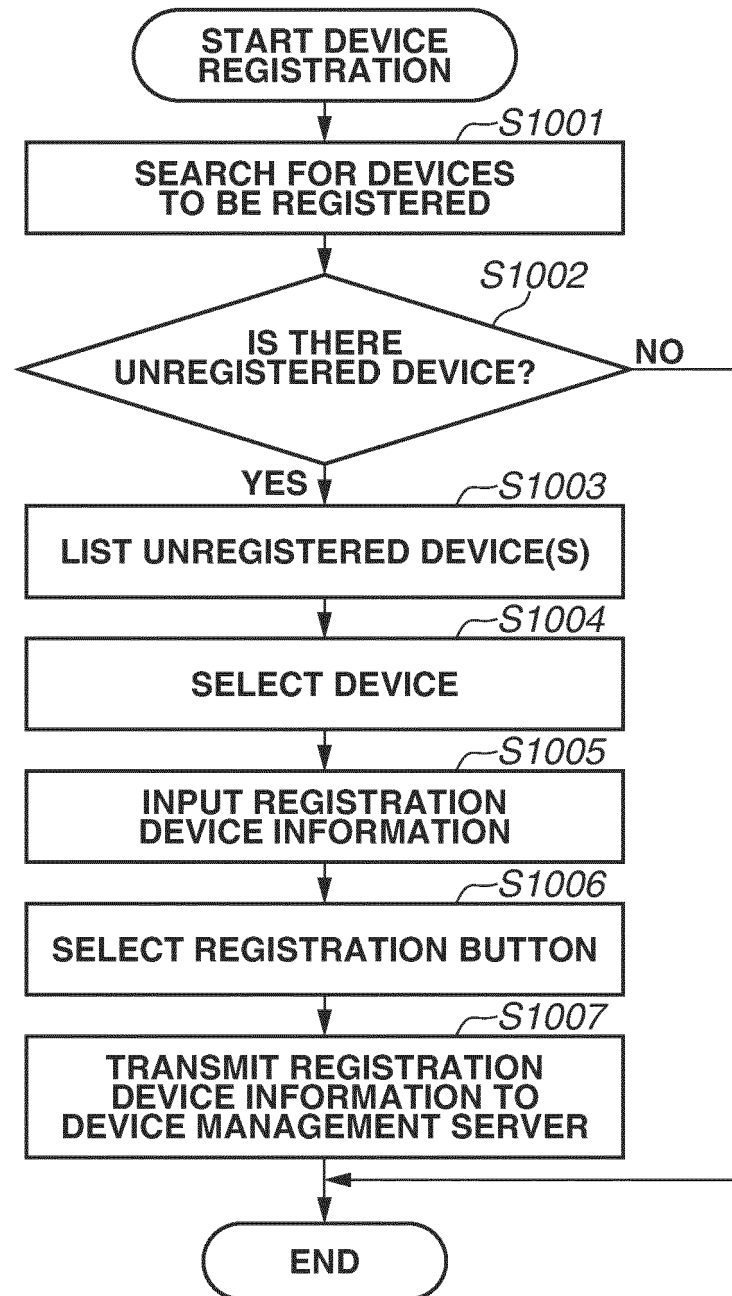 START DEVICE
REGISTRATION
S1001
SEARCH FOR DEVICES
TO BE REGISTERED
S1002
IS THERE
UNREGISTERED DEVICE?
NO
YES
S1003
LIST UNREGISTERED DEVICE(S)
S1004
SELECT DEVICE
S1005
INPUT REGISTRATION
DEVICE INFORMATION
S1006
SELECT REGISTRATION BUTTON
S1007
TRANSMIT REGISTRATION
DEVICE INFORMATION TO
DEVICE MANAGEMENT SERVER
END